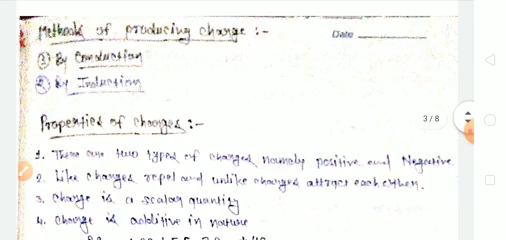 Methods of producing charge :-
Date
① By Conduction
② By Induction
3 / 8
Properties of charges :-
1. There are two types of charges, namely positive and Negative.
2. Like charges repel and unlike charges attract each other.
3. Charge is a scalar quantity
4. Charge is additive in nature